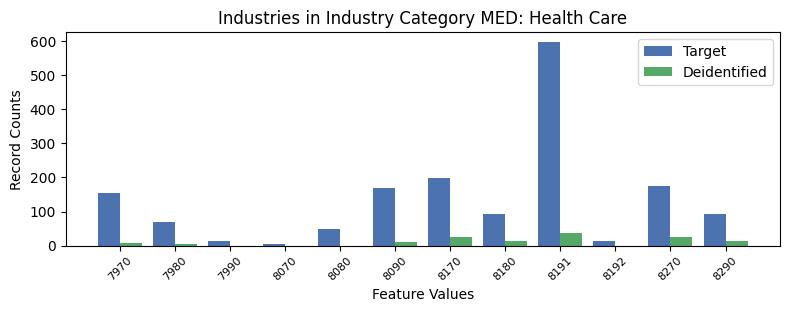 Industries in Industry Category MED: Health Care
Target
Deidentified
Record Counts
600
500
400
300
200
100
0
7970 7980 7990 8070 8080 8090 8170 8180 8191 8192 8270 8290
Feature Values